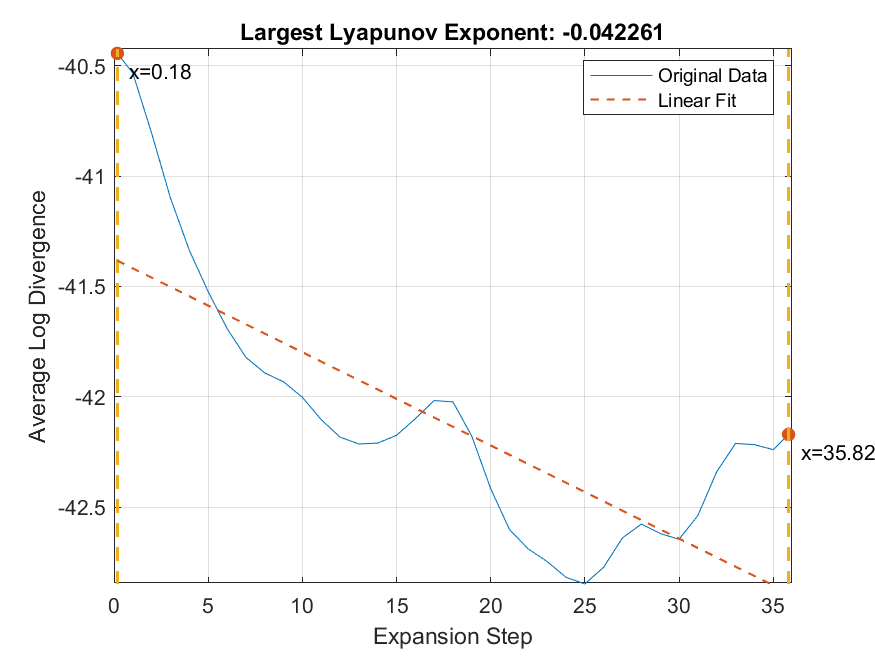 Largest Lyapunov Exponent: -0.042261
-40.5
x=0.18
Original Data
Linear Fit
-41
-41.5
-42
-42.5
x=35.82
Average Log Divergence
0 5 10 15 20 25 30 35
Expansion Step